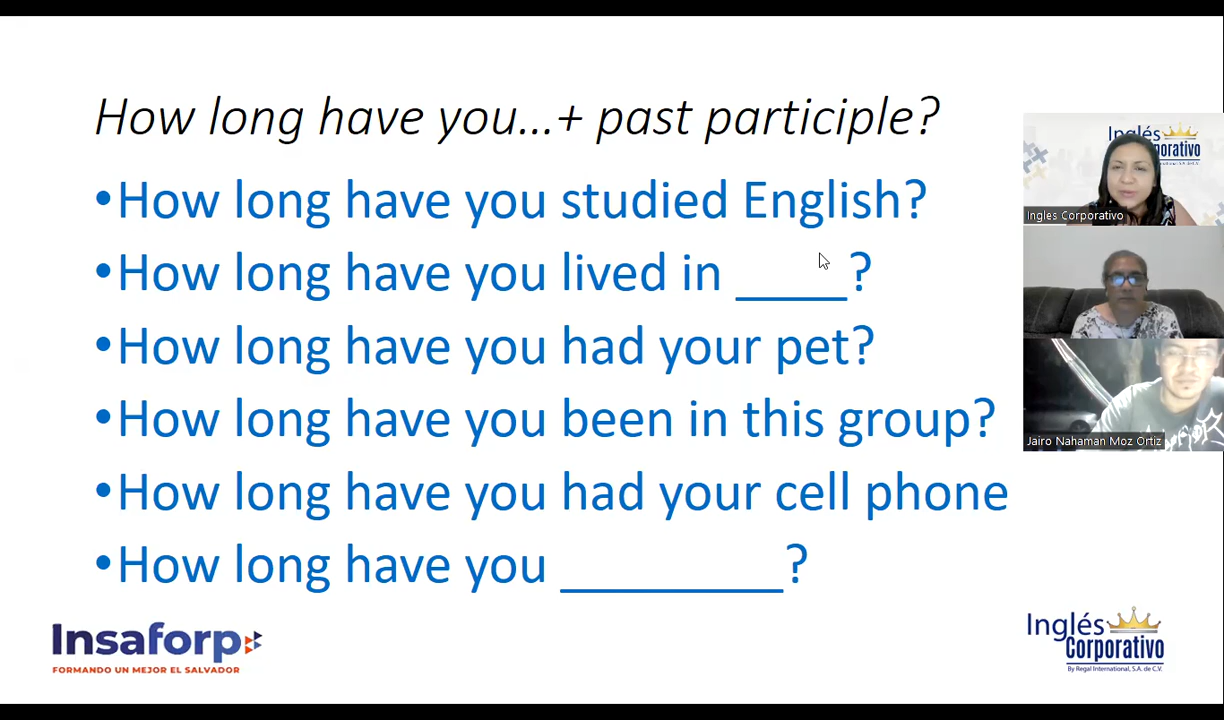 How long have you...+ past participle?
•How long have you studied English?
•How long have you lived in ____?
•How long have you had your pet?
•How long have you been in this group?
•How long have you had your cell phone
•How long have you ________?
Insaforp
FORMANDO UN MEJOR EL SALVADOR
Inglés
Corporativo
By Regal International, S.A. de C.V.
Inglés
Ingles Corporativo
Jairo Nahaman Moz Ortiz